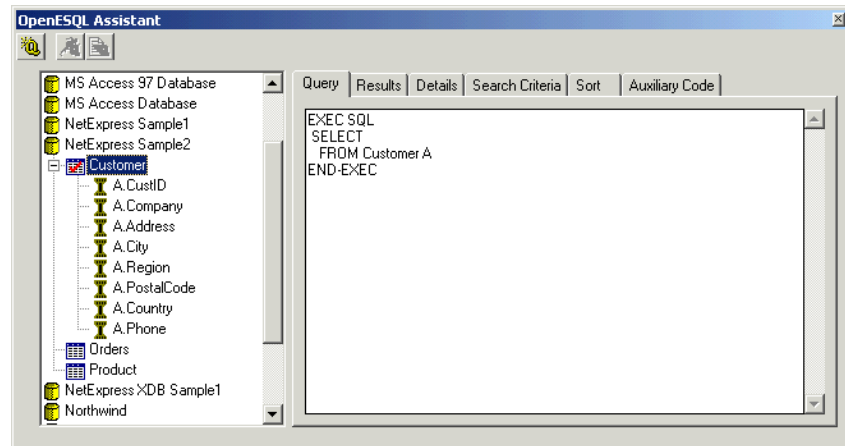 OpenESQL Assistant
MS Access 97 Database
MS Access Database
NetExpress Sample1
NetExpress Sample2
Customer
A.CustID
A.Company
A.Address
A.City
A.Region
A.PostalCode
A.Country
A.Phone
Orders
Product
NetExpress XDB Sample1
Northwind
Query Results Details Search Criteria Sort Auxiliary Code
EXEC SQL
SELECT
FROM Customer A
END-EXEC